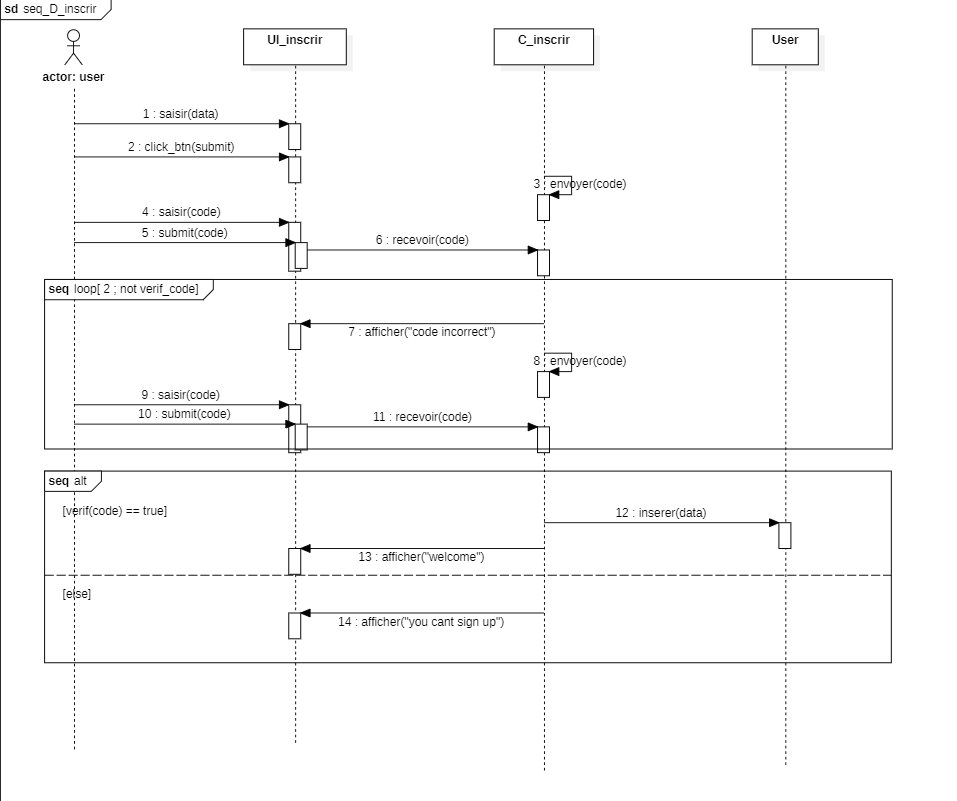 sd seq_D_inscrir
UI_inscrir
C_inscrir
User
actor: user
1 : saisir(data)
2 : click_btn(submit)
3 : envoyer(code)
4 : saisir(code)
5 : submit(code)
6 : recevoir(code)
seq loop[ 2 ; not verif_code]
7 : afficher("code incorrect")
8 : envoyer(code)
9 : saisir(code)
10 : submit(code)
11 : recevoir(code)
seq alt
[verif(code) == true]
12 : inserer(data)
13 : afficher("welcome")
[else]
14 : afficher("you cant sign up")